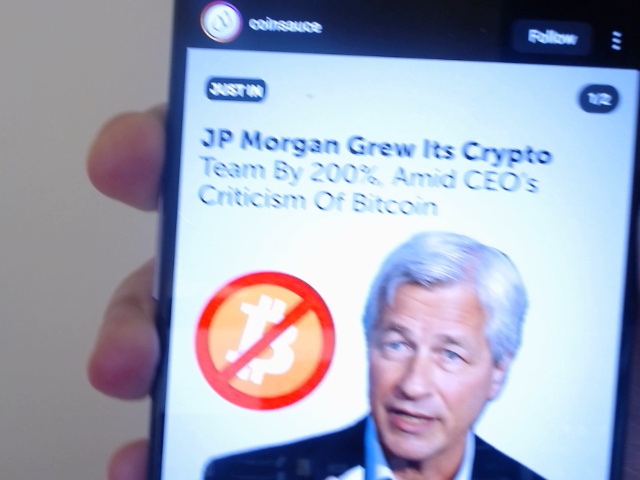 coinsauce
Follow
JUST IN
1/2
JP Morgan Grew Its Crypto
Team By 200%, Amid CEO's
Criticism Of Bitcoin